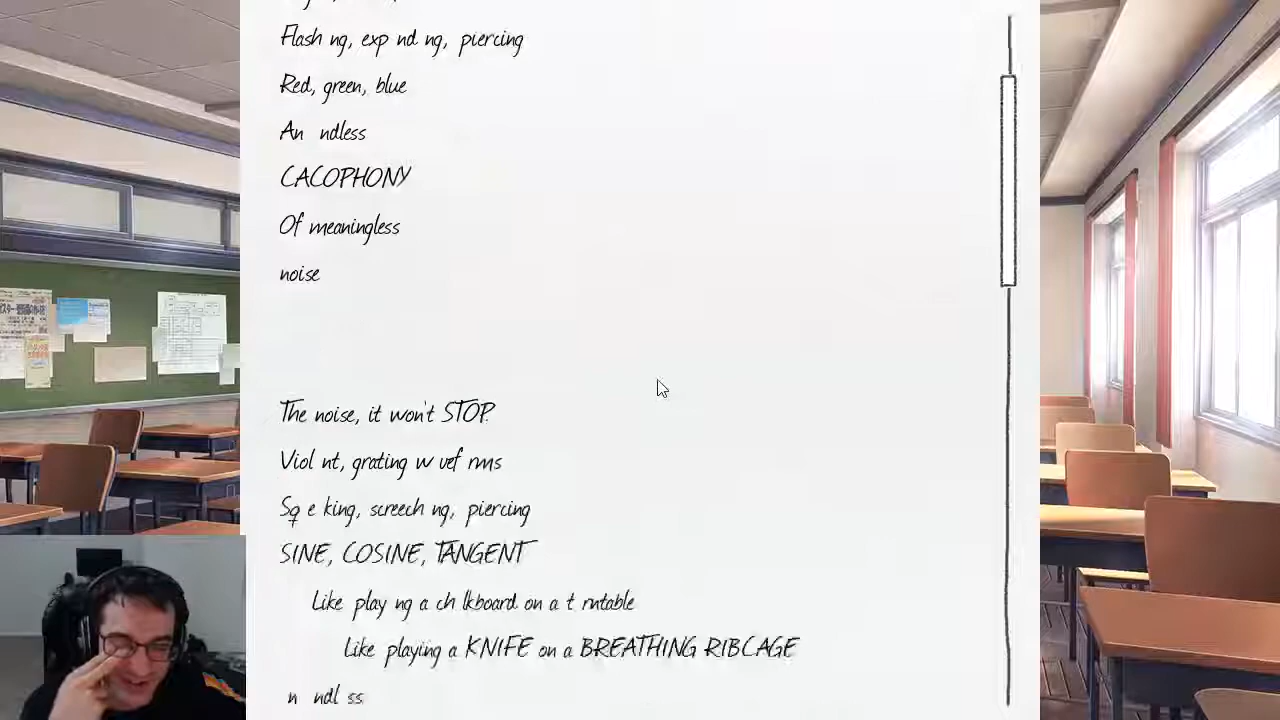 Flash ng, exp nd ng, piercing
Red, green, blue
An  ndless
CACOPHONY
Of meaningless
noise
The noise, it won't STOP.
Viol nt, grating w vef rms
Sq e king, screech ng, piercing
SINE, COSINE, TANGENT
Like play ng a ch lkboard on a t rntable
Like playing a KNIFE on a BREATHING RIBCAGE
n  ndl ss